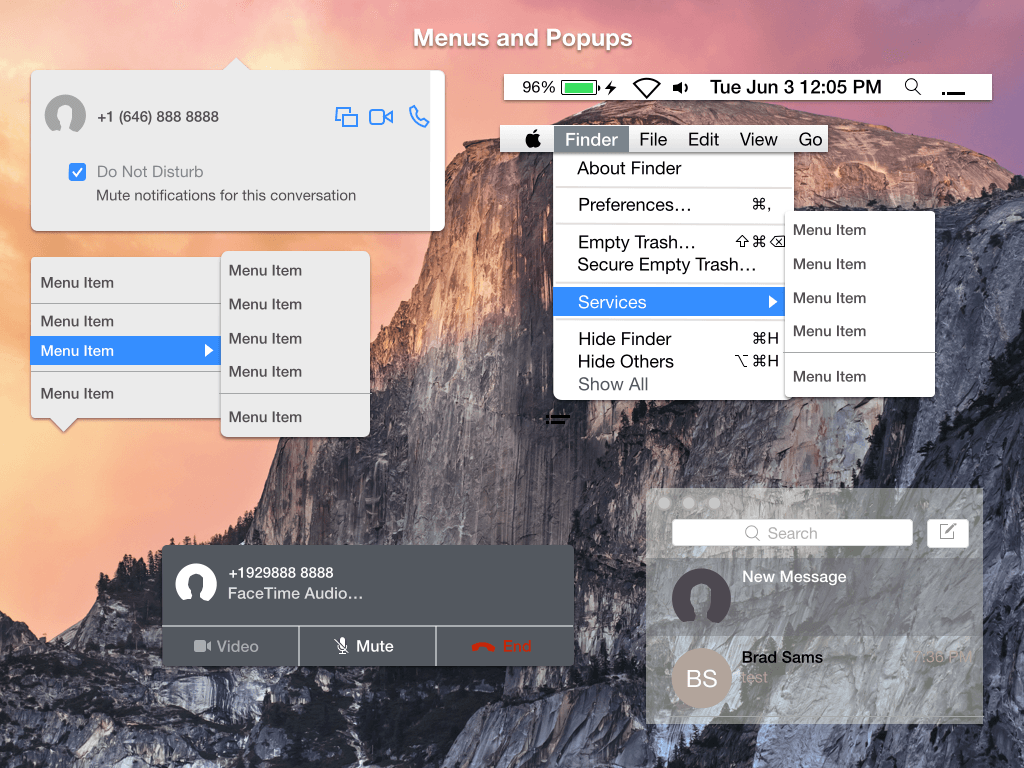 Menus and Popups
+1 (646) 888 8888
Do Not Disturb
Mute notifications for this conversation
96%
Tue Jun 3 12:05 PM
Finder File Edit View Go
About Finder
Preferences… ⌘,
Empty Trash… ⇧⌘⌫
Secure Empty Trash…
Services
Hide Finder ⌘H
Hide Others ⌥⌘H
Show All
Menu Item
Menu Item
Menu Item
Menu Item
Menu Item
Menu Item
Menu Item
Menu Item
Menu Item
Menu Item
Menu Item
Menu Item
Menu Item
Menu Item
+1929888 8888
FaceTime Audio…
Video
Mute
End
Search
New Message
BS
Brad Sams
test